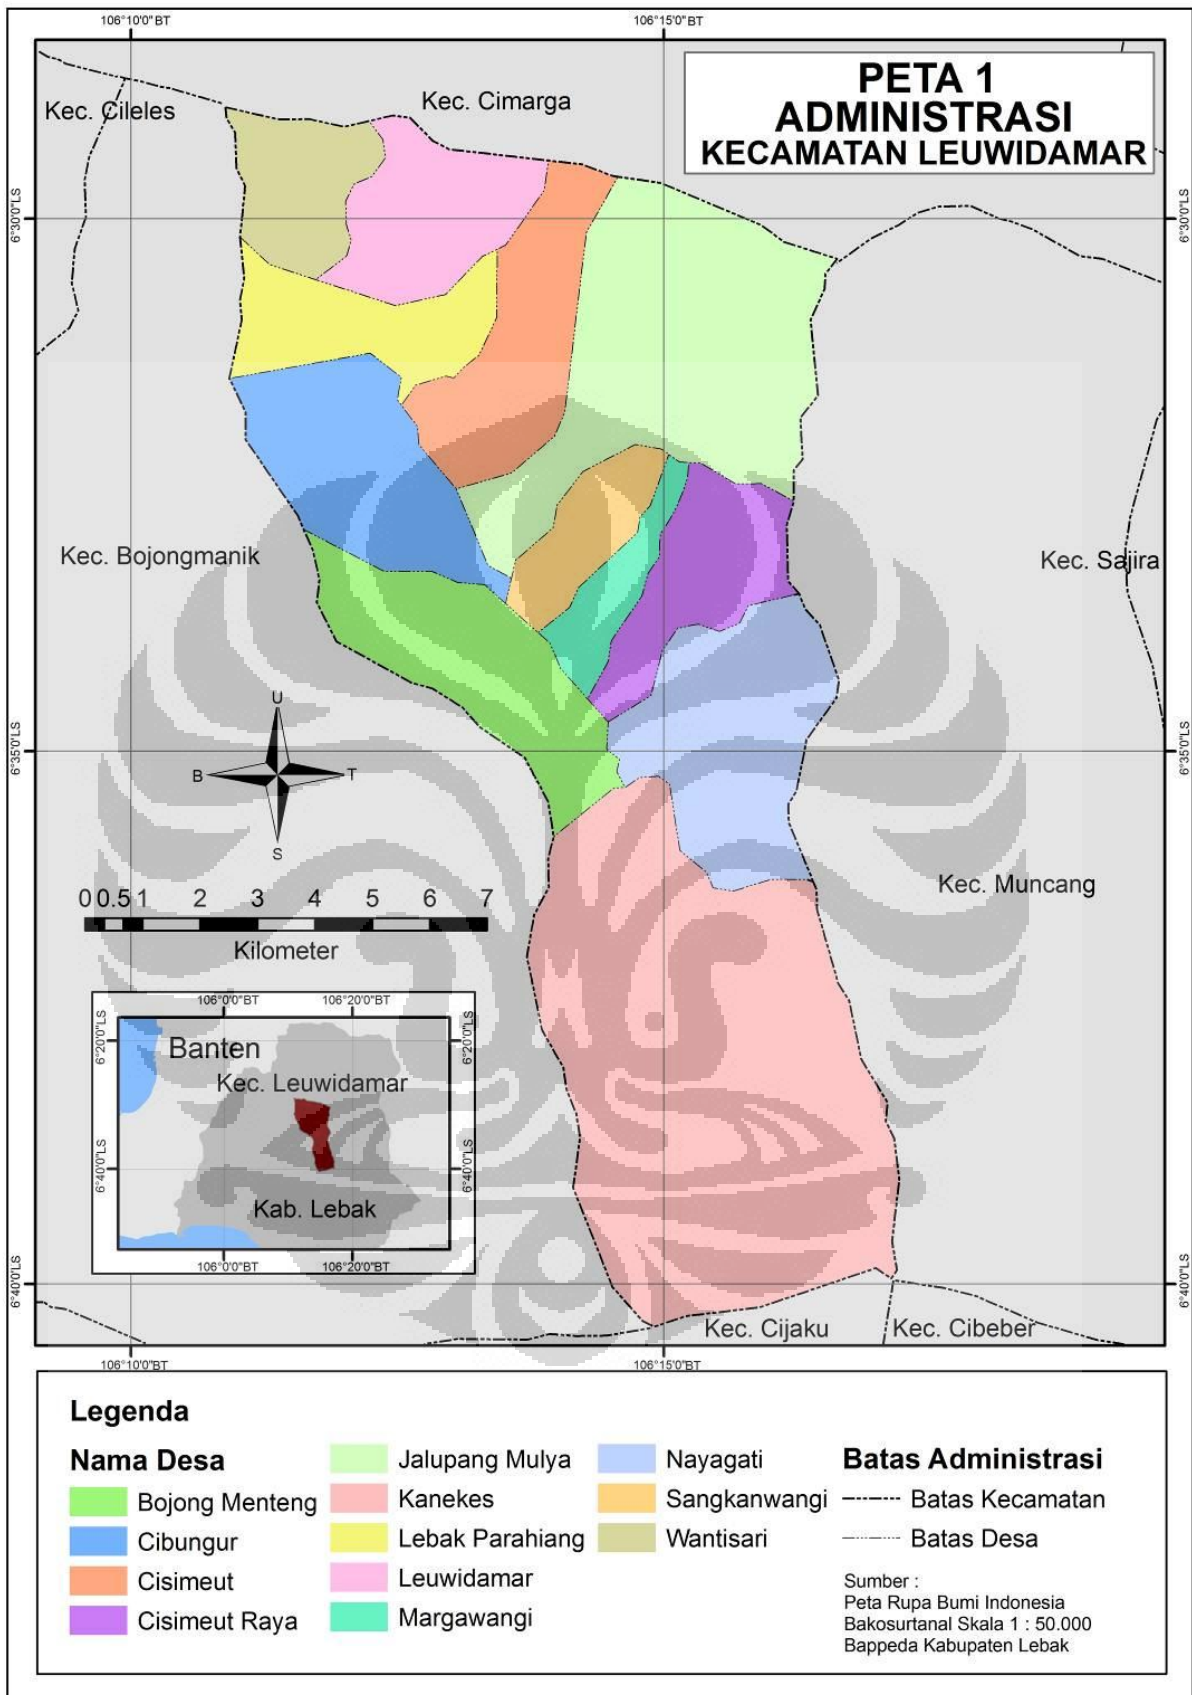 106°10'0"BT
106°15'0"BT
PETA 1
ADMINISTRASI
KECAMATAN LEUWIDAMAR
Kec. Cileles
Kec. Cimarga
6°30'0"LS
6°30'0"LS
Kec. Bojongmanik
Kec. Sajira
U
B
T
S
6°35'0"LS
6°35'0"LS
Kec. Muncang
0 0.5 1 2 3 4 5 6 7
Kilometer
106°0'0"BT
106°20'0"BT
6°20'0"LS
6°20'0"LS
Banten
Kec. Leuwidamar
6°40'0"LS
6°40'0"LS
Kab. Lebak
106°0'0"BT
106°20'0"BT
6°40'0"LS
6°40'0"LS
Kec. Cijaku
Kec. Cibeber
106°10'0"BT
106°15'0"BT
Legenda
Nama Desa
Bojong Menteng
Cibungur
Cisimeut
Cisimeut Raya
Jalupang Mulya
Kanekes
Lebak Parahiang
Leuwidamar
Margawangi
Nayagati
Sangkanwangi
Wantisari
Batas Administrasi
Batas Kecamatan
Batas Desa
Sumber :
Peta Rupa Bumi Indonesia
Bakosurtanal Skala 1 : 50.000
Bappeda Kabupaten Lebak